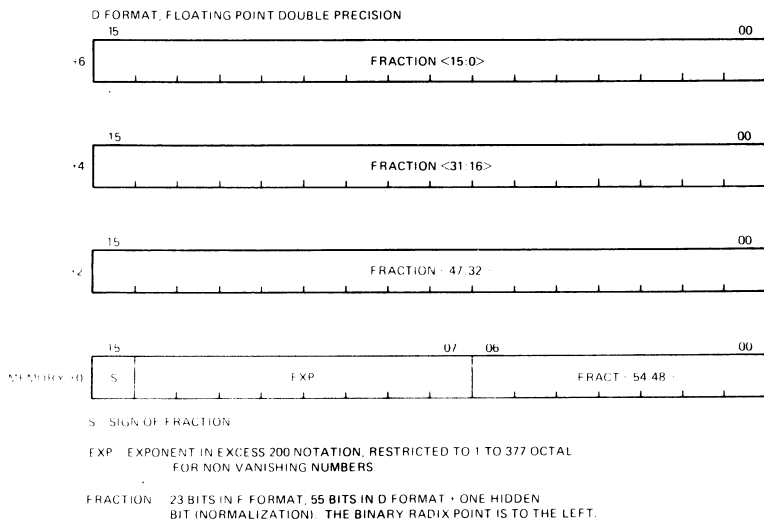 D FORMAT, FLOATING POINT DOUBLE PRECISION
15 00
+6 FRACTION <15:0>
15 00
+4 FRACTION <31:16>
15 00
+2 FRACTION <47:32>
15 07 06 00
MEMORY +0 S EXP FRACT <54:48>
S SIGN OF FRACTION
EXP EXPONENT IN EXCESS 200 NOTATION, RESTRICTED TO 1 TO 377 OCTAL
FOR NON VANISHING NUMBERS.
FRACTION 23 BITS IN F FORMAT, 55 BITS IN D FORMAT + ONE HIDDEN
BIT (NORMALIZATION). THE BINARY RADIX POINT IS TO THE LEFT.